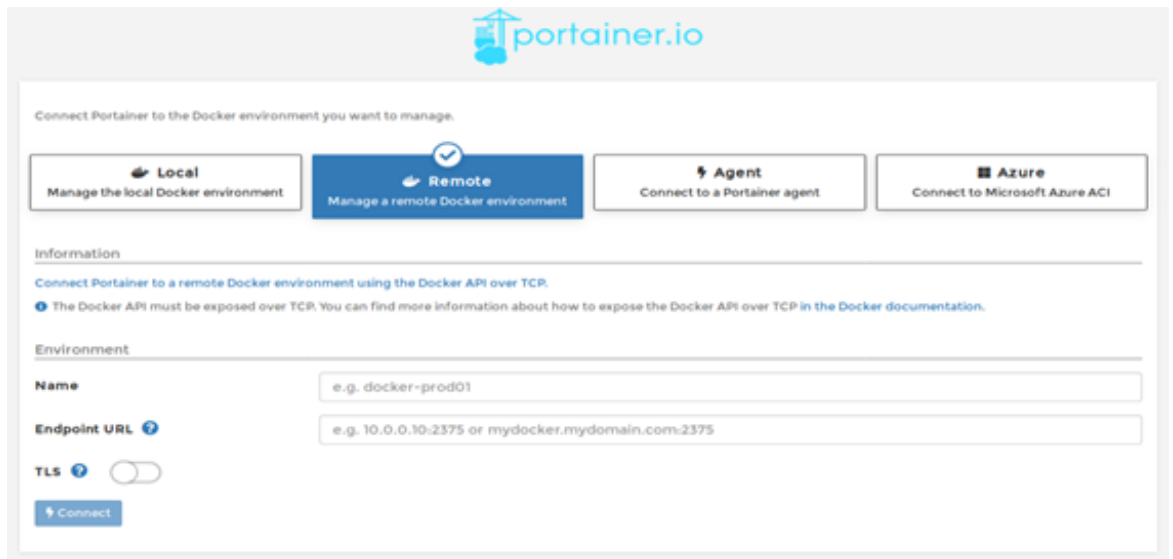 portainer.io
Connect Portainer to the Docker environment you want to manage.
Local
Manage the local Docker environment
Remote
Manage a remote Docker environment
Agent
Connect to a Portainer agent
Azure
Connect to Microsoft Azure ACI
Information
Connect Portainer to a remote Docker environment using the Docker API over TCP.
The Docker API must be exposed over TCP. You can find more information about how to expose the Docker API over TCP in the Docker documentation.
Environment
Name
e.g. docker-prod01
Endpoint URL
e.g. 10.0.0.10:2375 or mydocker.mydomain.com:2375
TLS
Connect